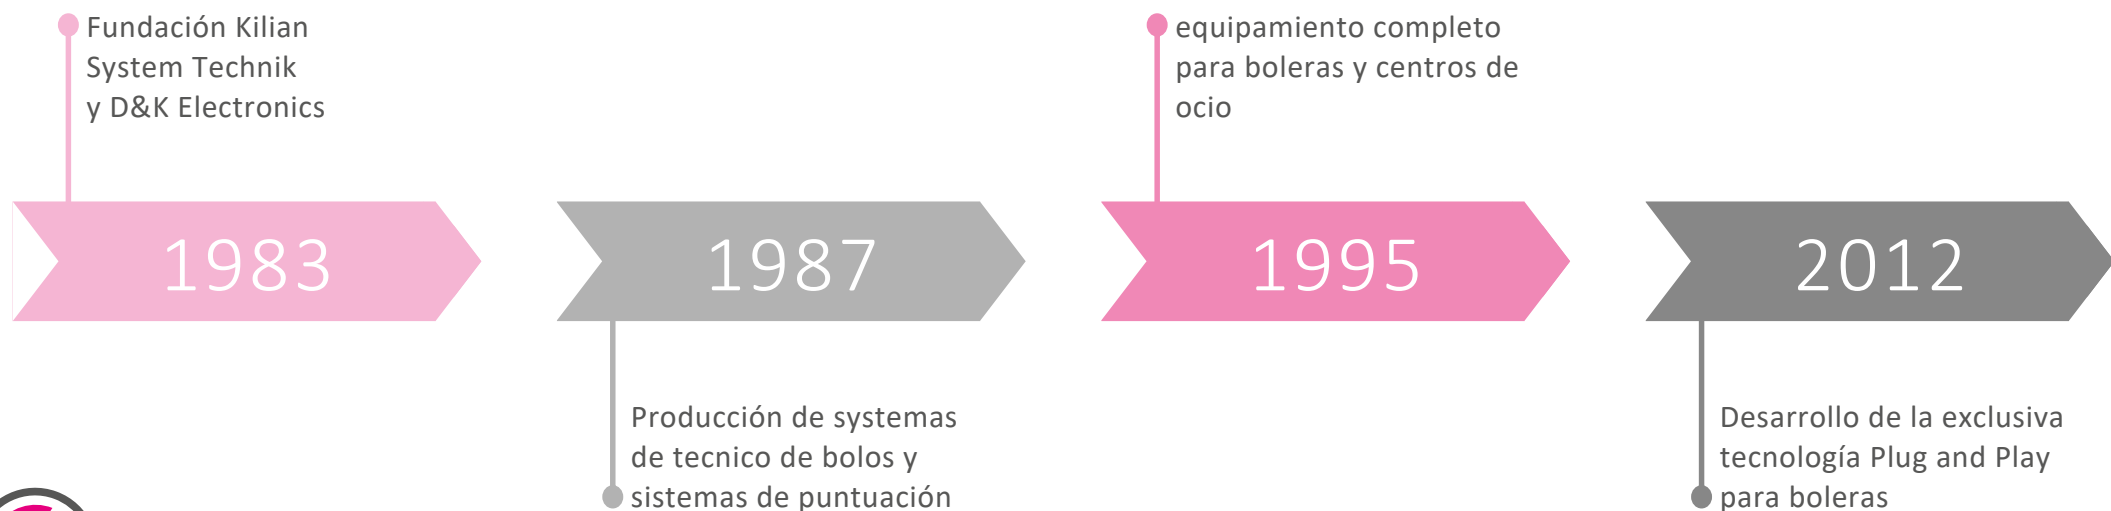 Fundación Kilian
System Technik
y D&K Electronics
equipamiento completo
para boleras y centros de
ocio
1983
1987
1995
2012
Producción de systemas
de tecnico de bolos y
sistemas de puntuación
Desarrollo de la exclusiva
tecnología Plug and Play
para boleras